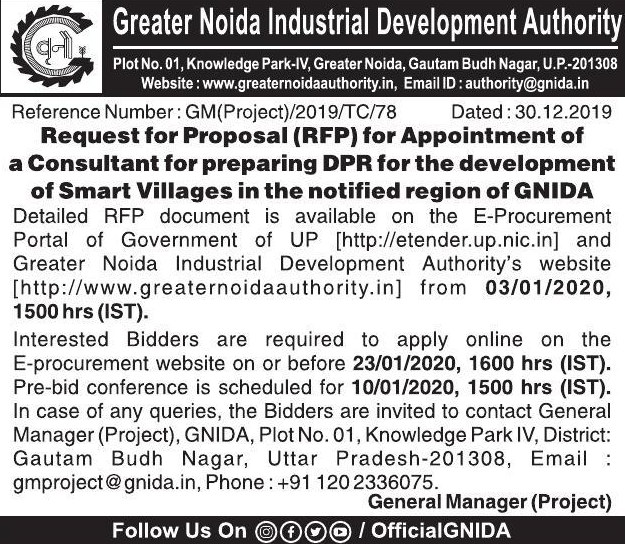 Greater Noida Industrial Development Authority
Plot No. 01, Knowledge Park-IV, Greater Noida, Gautam Budh Nagar, U.P.-201308
Website : www.greaternoidaauthority.in, Email ID : authority@gnida.in
Reference Number : GM(Project)/2019/TC/78 Dated : 30.12.2019
Request for Proposal (RFP) for Appointment of
a Consultant for preparing DPR for the development
of Smart Villages in the notified region of GNIDA
Detailed RFP document is available on the E-Procurement
Portal of Government of UP [http://etender.up.nic.in] and
Greater Noida Industrial Development Authority's website
[http://www.greaternoidaauthority.in] from 03/01/2020,
1500 hrs (IST).
Interested Bidders are required to apply online on the
E-procurement website on or before 23/01/2020, 1600 hrs (IST).
Pre-bid conference is scheduled for 10/01/2020, 1500 hrs (IST).
In case of any queries, the Bidders are invited to contact General
Manager (Project), GNIDA, Plot No. 01, Knowledge Park IV, District:
Gautam Budh Nagar, Uttar Pradesh-201308, Email :
gmproject@gnida.in, Phone : +91 120 2336075.
General Manager (Project)
Follow Us On / OfficialGNIDA